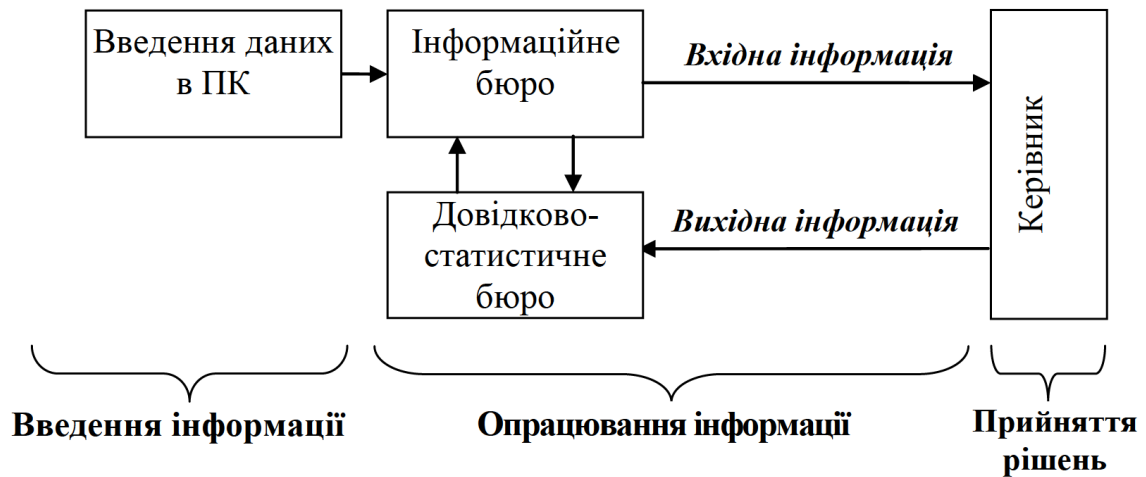 Введення даних
в ПК
Інформаційне
бюро
Вхідна інформація
Керівник
Довідково-
статистичне
бюро
Вихідна інформація
Введення інформації
Опрацювання інформації
Прийняття
рішень